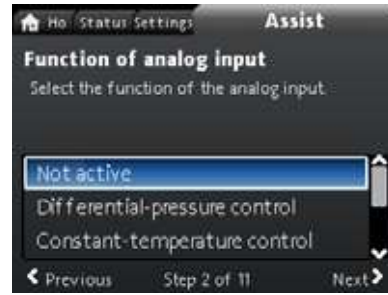 Ho Status Settings Assist
Function of analog input
Select the function of the analog input.
Not active
Differential-pressure control
Constant-temperature control
Previous Step 2 of 11 Next